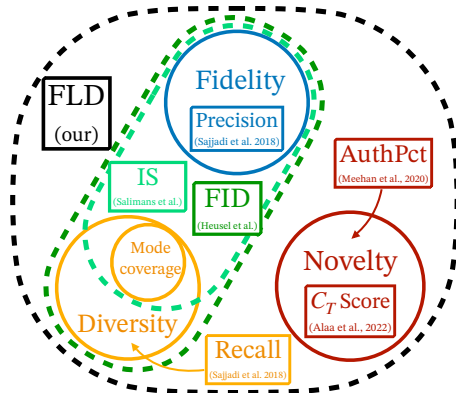 FLD
(our)
Fidelity
Precision
(Sajjadi et al. 2018)
IS
(Salimans et al.)
FID
(Heusel et al.)
AuthPct
(Meehan et al., 2020)
Mode
coverage
Diversity
Novelty
C_T Score
(Alaa et al., 2022)
Recall
(Sajjadi et al. 2018)